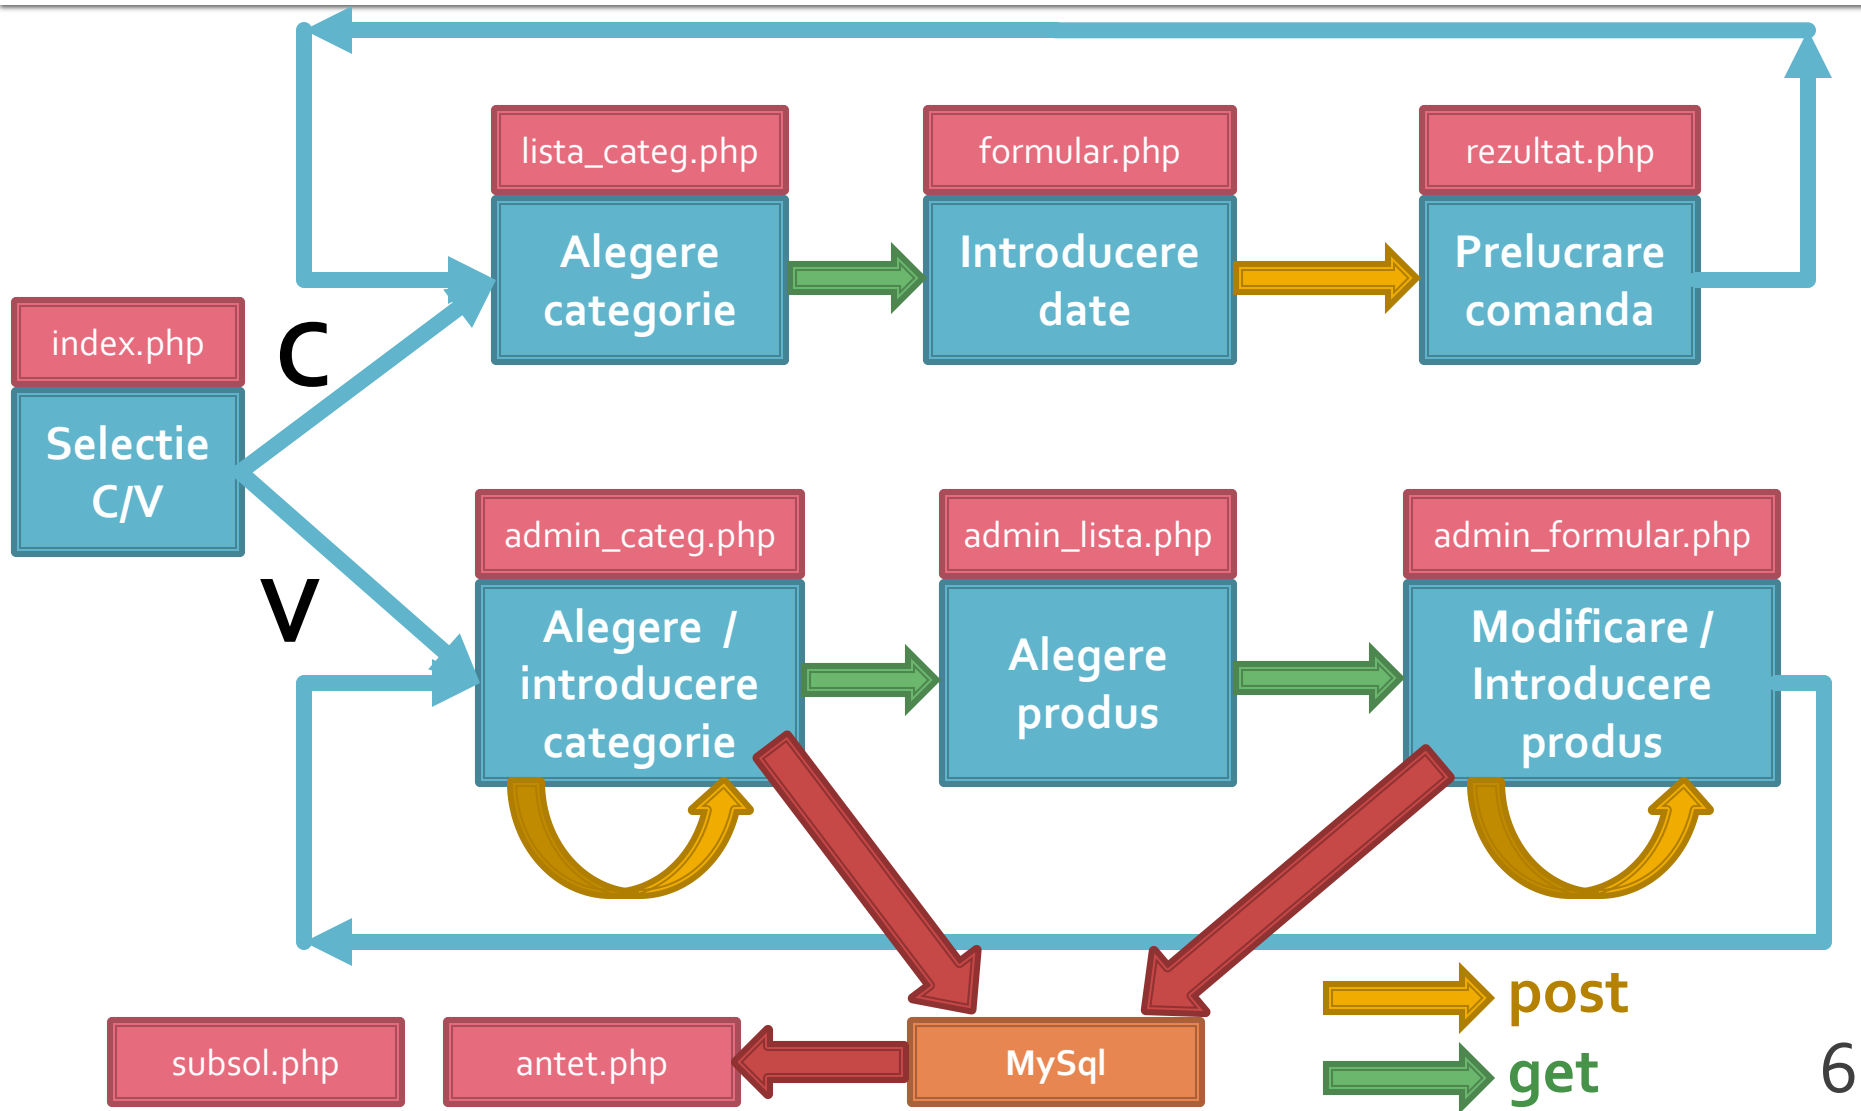 lista_categ.php
formular.php
rezultat.php
Alegere
categorie
Introducere
date
Prelucrare
comanda
index.php
C
Selectie
C/V
V
admin_categ.php
admin_lista.php
admin_formular.php
Alegere /
introducere
categorie
Alegere
produs
Modificare /
Introducere
produs
post
subsol.php
antet.php
MySql
get
6